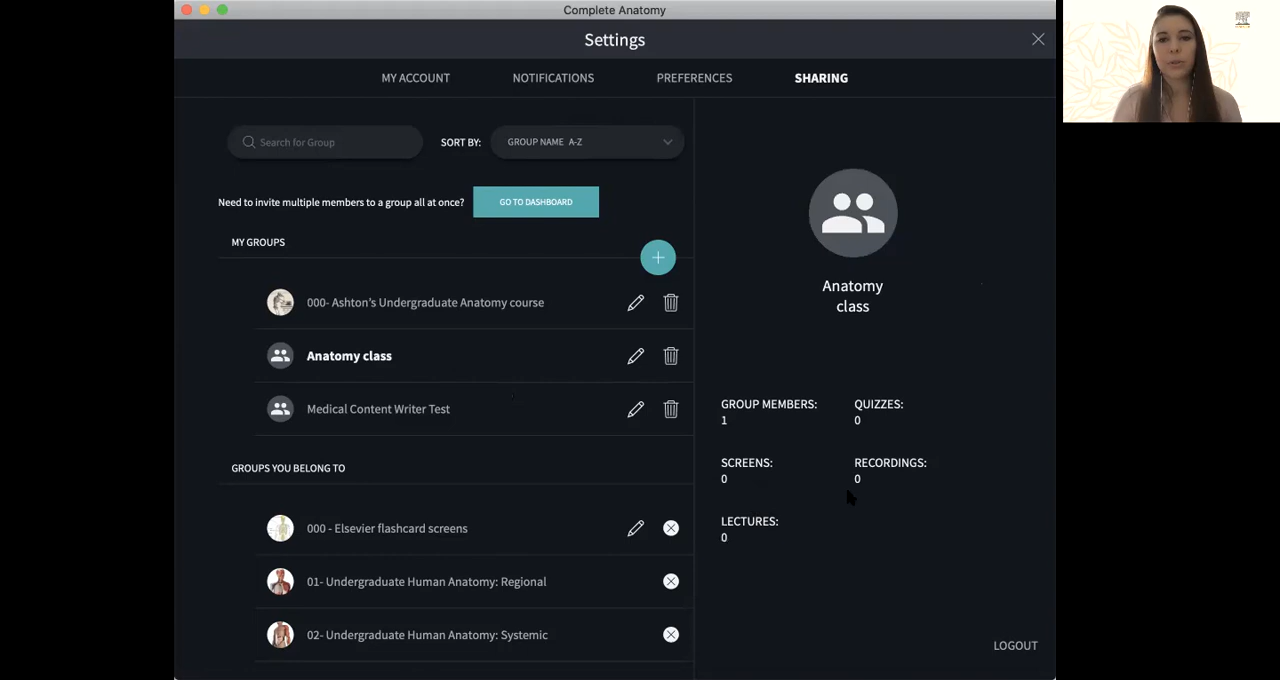 Complete Anatomy
Settings
MY ACCOUNT
NOTIFICATIONS
PREFERENCES
SHARING
Search for Group
SORT BY:
GROUP NAME A-Z
Need to invite multiple members to a group all at once?
GO TO DASHBOARD
MY GROUPS
000- Ashton's Undergraduate Anatomy course
Anatomy class
Medical Content Writer Test
GROUPS YOU BELONG TO
000 - Elsevier flashcard screens
01- Undergraduate Human Anatomy: Regional
02- Undergraduate Human Anatomy: Systemic
Anatomy
class
GROUP MEMBERS:
1
QUIZZES:
0
SCREENS:
0
RECORDINGS:
0
LECTURES:
0
LOGOUT